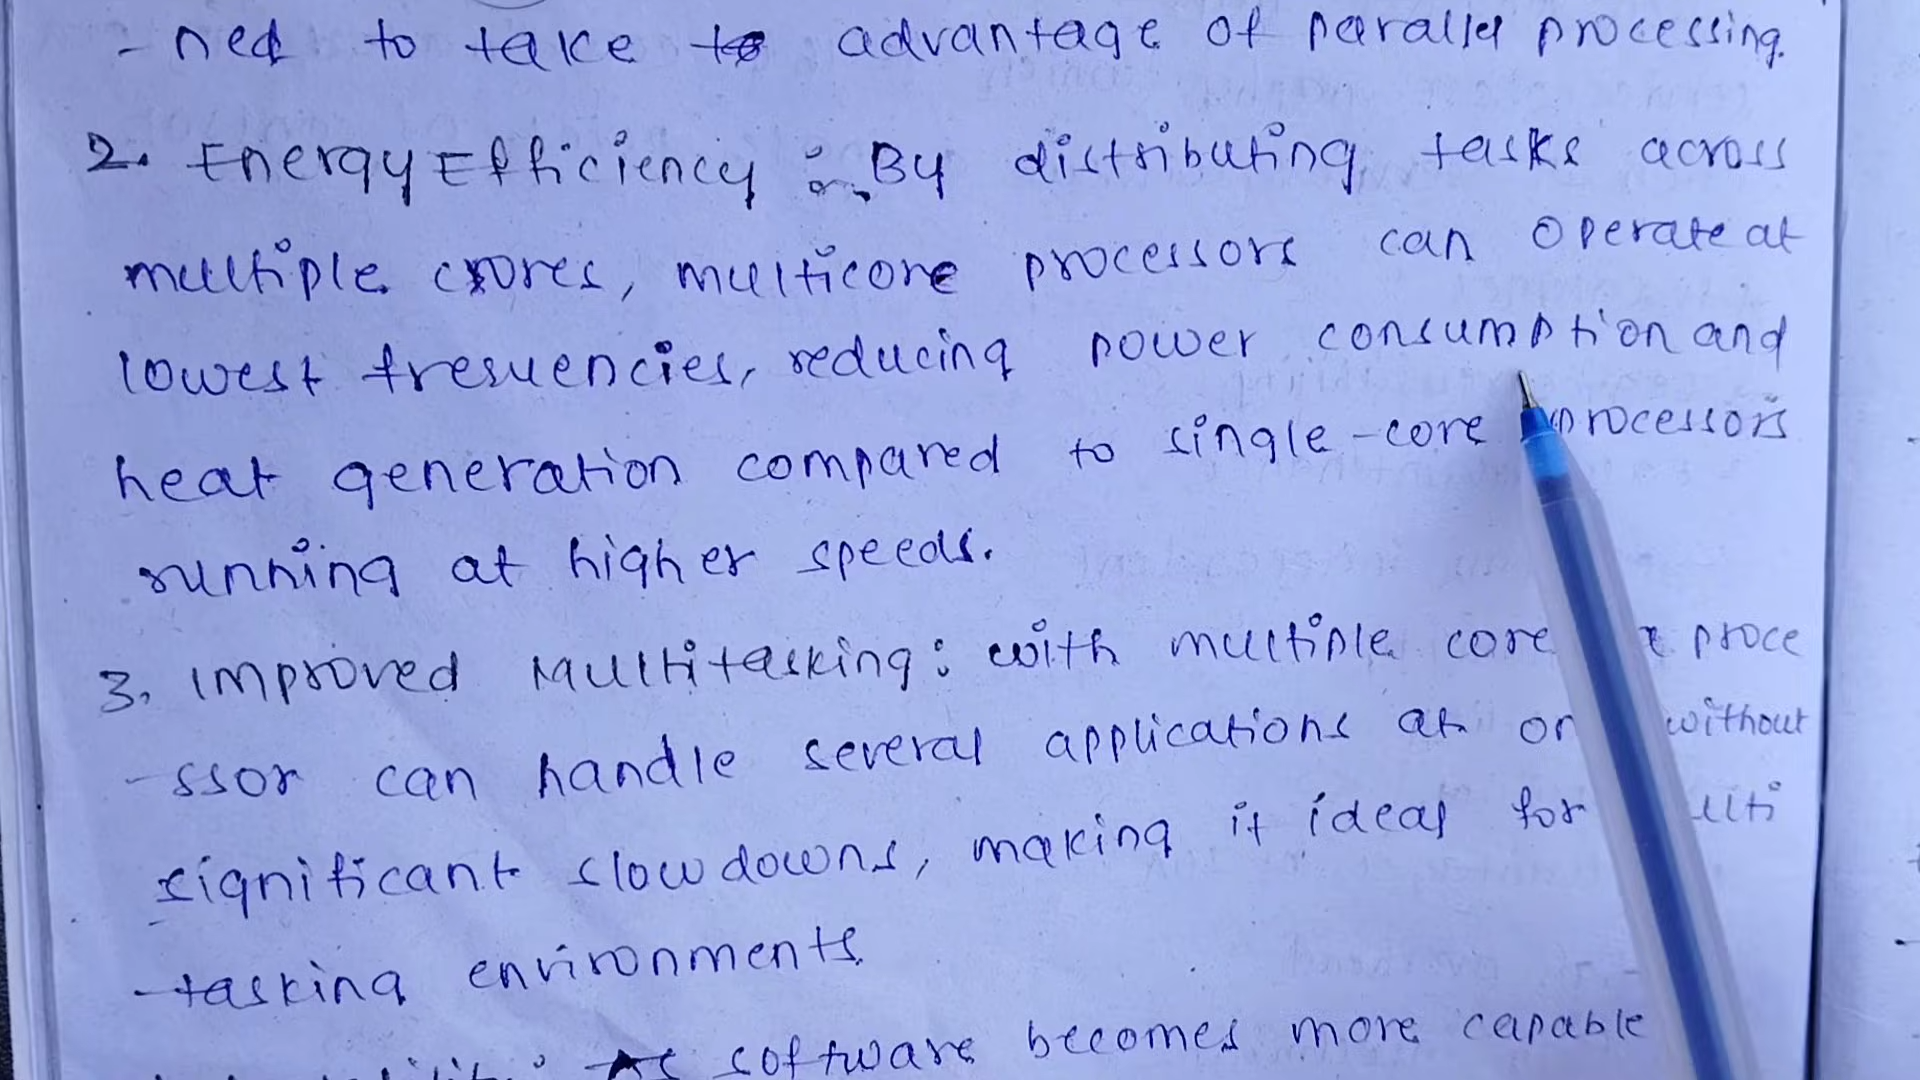 - ned to take to advantage of parallel processing.
2. Energy Efficiency :- By distributing tasks across
multiple crores, multicore processors can operate at
lowest fresuencies, reducing power consumption and
heat generation compared to single-core processors
running at higher speeds.
3. Improved Multitasking: with multiple core proce
-ssor can handle several applications at without
significant slowdowns, making it ideal for
-tasking environments.
As software becomes more capable